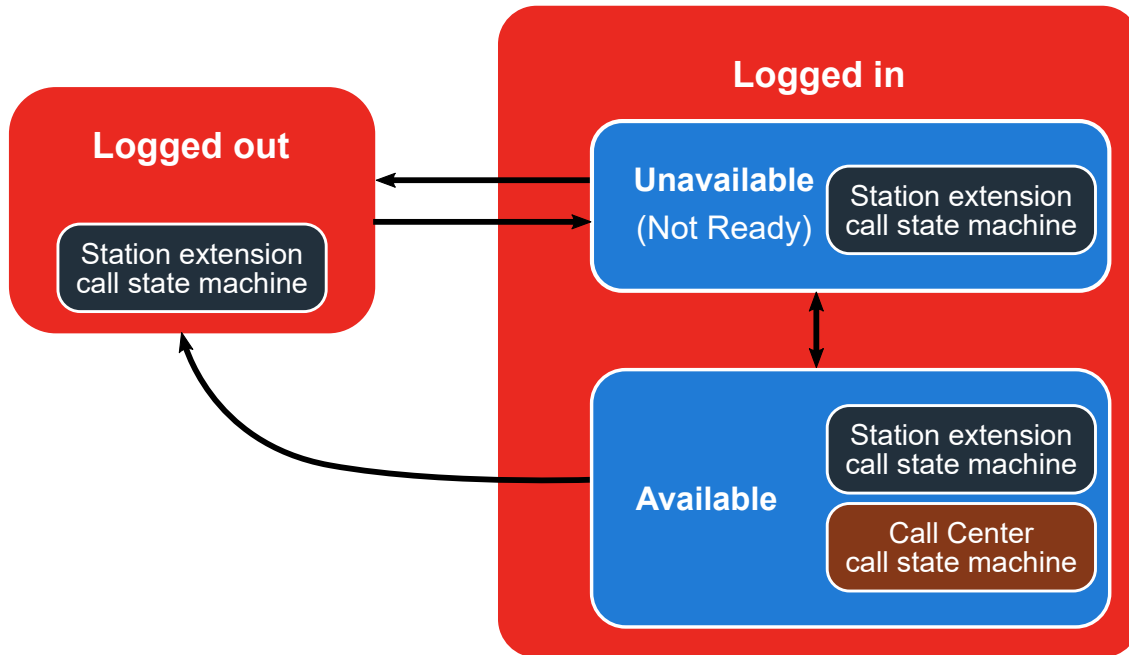 Logged in
Logged out
Unavailable
(Not Ready)
Station extension
call state machine
Station extension
call state machine
Available
Station extension
call state machine
Call Center
call state machine